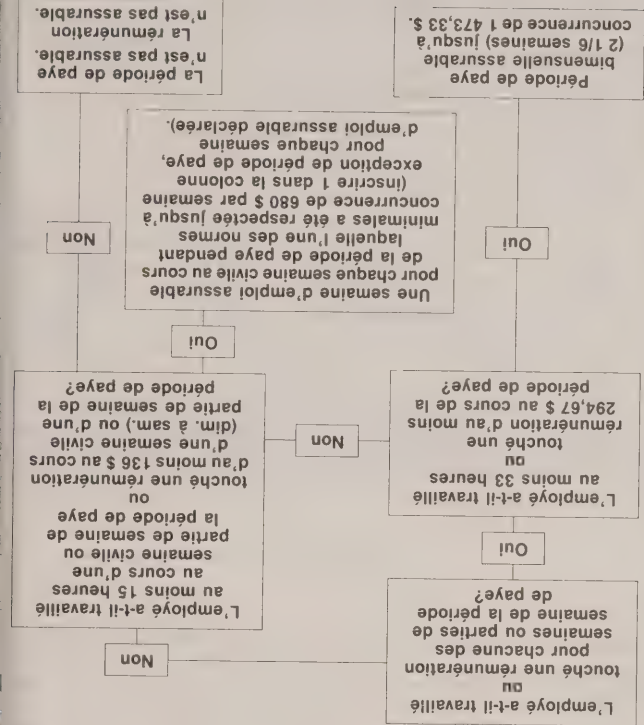 L'employé a-t-il travaillé
ou
touché une rémunération
pour chacune des
semaines ou parties de
semaine de la période
de paye?
Non
Oui
L'employé a-t-il travaillé
au moins 33 heures
ou
touché une
rémunération d'au moins
294,67 $ au cours de la
période de paye?
Non
L'employé a-t-il travaillé
au moins 15 heures
au cours d'une
semaine civile ou
partie de semaine de
la période de paye
ou
touché une rémunération
d'au moins 136 $ au cours
d'une semaine civile
(dim. à sam.) ou d'une
partie de semaine de la
période de paye?
Oui
Oui
Non
Une semaine d'emploi assurable
pour chaque semaine civile au cours
de la période de paye pendant
laquelle l'une des normes
minimales a été respectée jusqu'à
concurrence de 680 $ par semaine
(inscrire 1 dans la colonne
exception de période de paye,
pour chaque semaine
d'emploi assurable déclarée).
Période de paye
bimensuelle assurable
(2 1/6 semaines) jusqu'à
concurrence de 1 473,33 $.
La période de paye
n'est pas assurable.
La rémunération
n'est pas assurable.